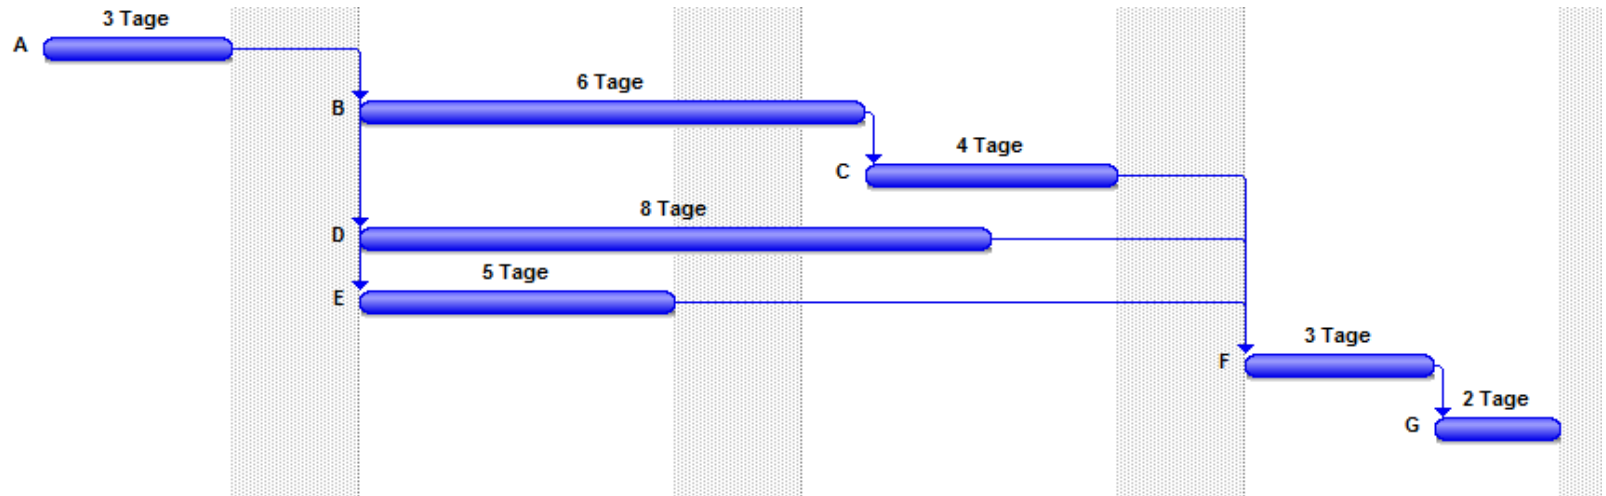 3 Tage
A
6 Tage
B
4 Tage
C
8 Tage
D
5 Tage
E
3 Tage
F
2 Tage
G